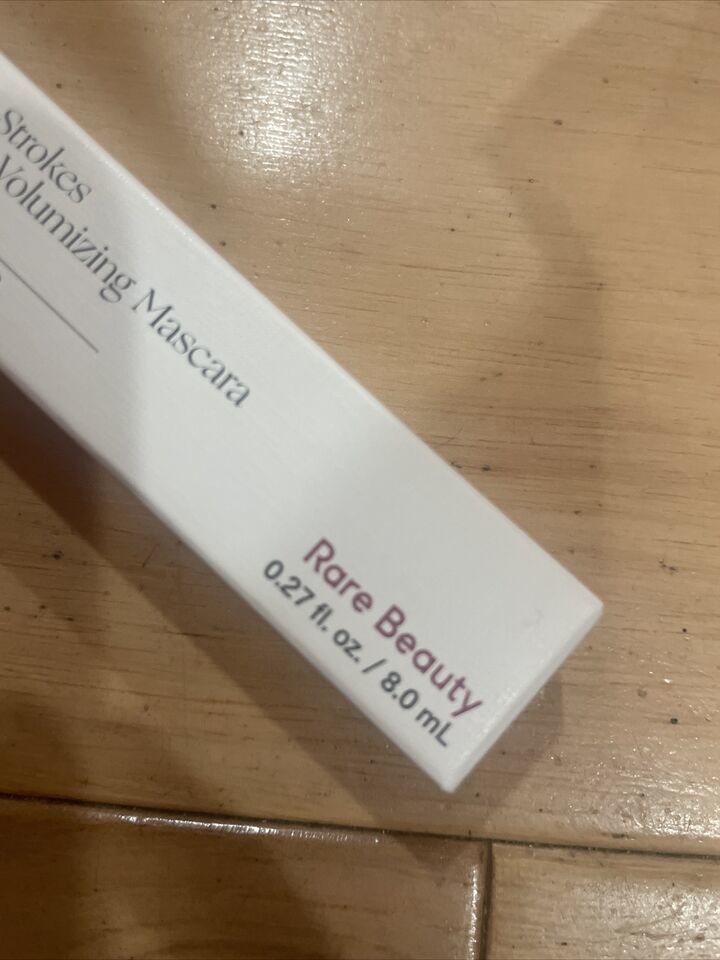 Strokes
Volumizing Mascara
Rare Beauty
0.27 fl. oz. / 8.0 mL